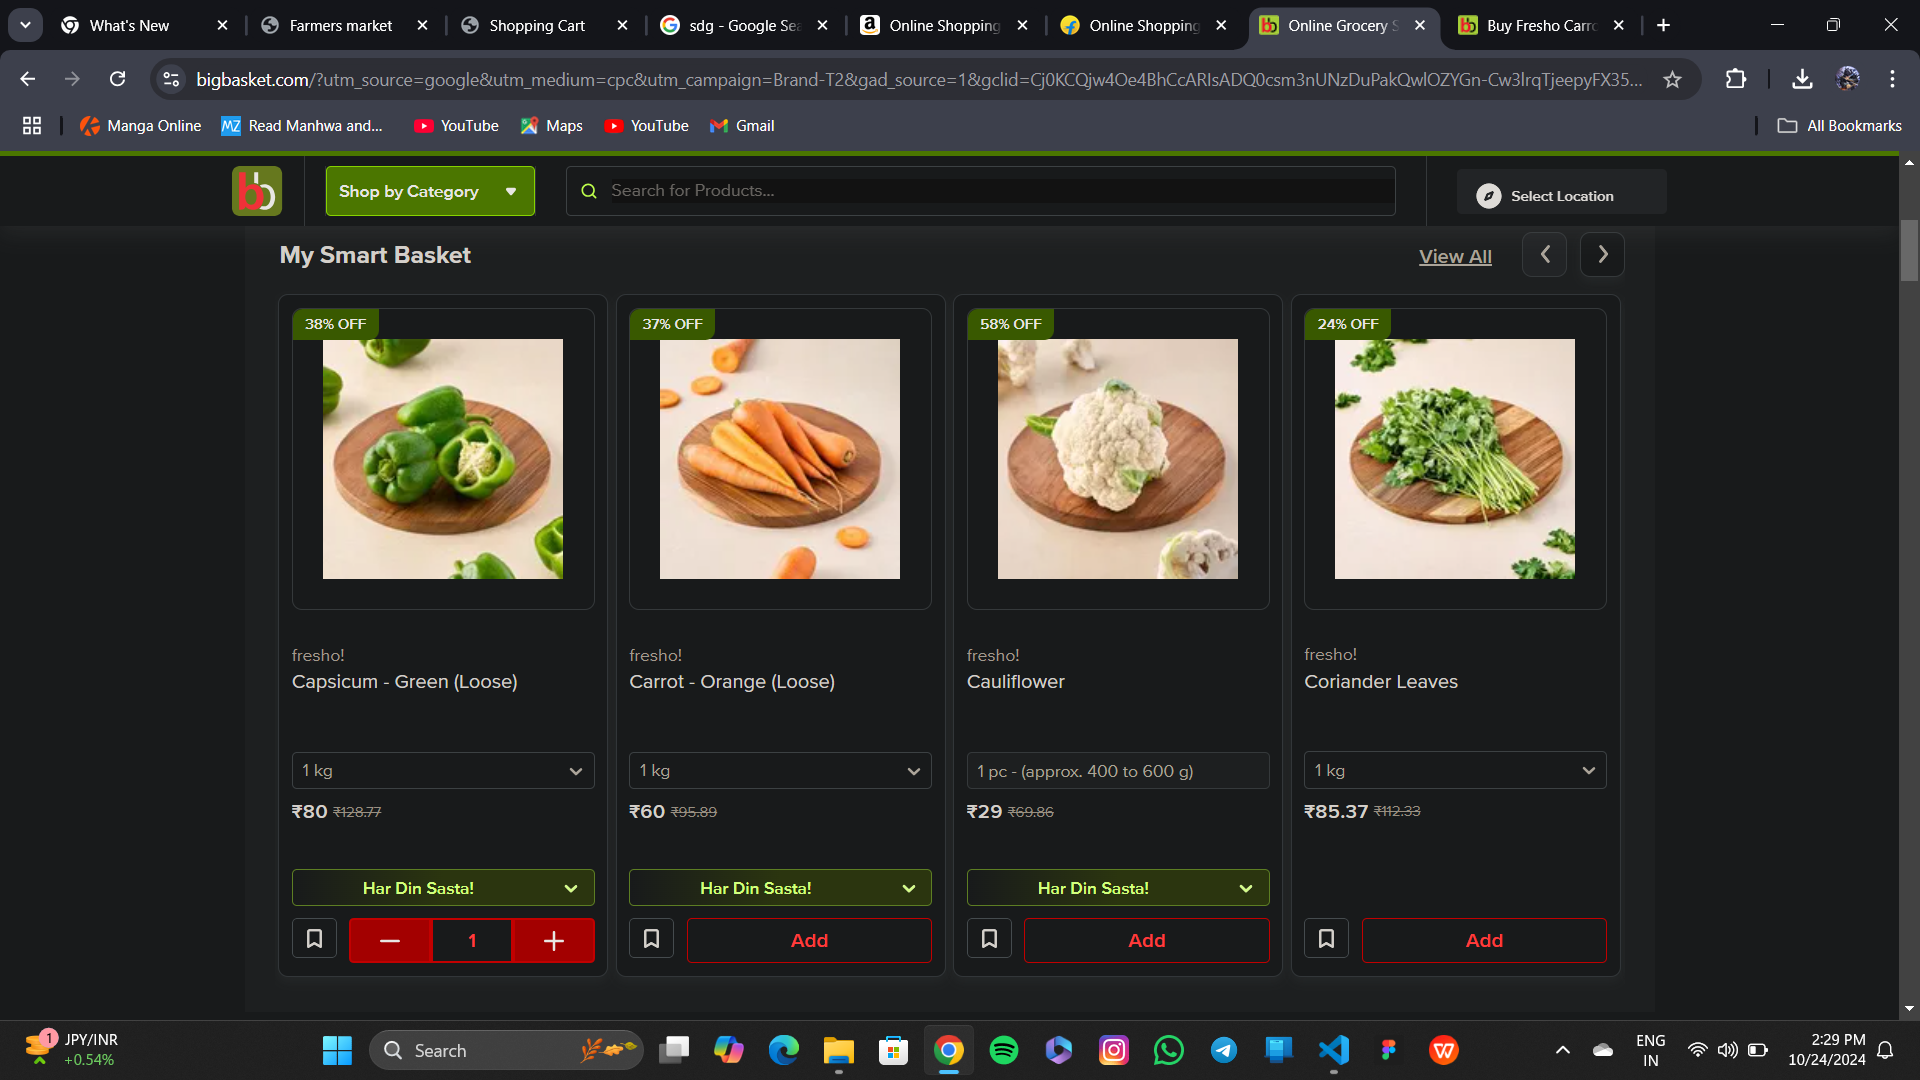 What's New
Farmers market
Shopping Cart
sdg - Google Sea
Online Shopping
Online Shopping
Online Grocery S
Buy Fresho Carro
bigbasket.com/?utm_source=google&utm_medium=cpc&utm_campaign=Brand-T2&gad_source=1&gclid=Cj0KCQjw4Oe4BhCcARIsADQ0csm3nUNzDuPakQwlOZYGn-Cw3lrqTjeepyFX35...
Manga Online
MZ Read Manhwa and...
YouTube
Maps
YouTube
Gmail
All Bookmarks
bb
Shop by Category
Search for Products...
Select Location
My Smart Basket
View All
38% OFF
37% OFF
58% OFF
24% OFF
fresho!
Capsicum - Green (Loose)
fresho!
Carrot - Orange (Loose)
fresho!
Cauliflower
fresho!
Coriander Leaves
1 kg
1 kg
1 pc - (approx. 400 to 600 g)
1 kg
₹80 ₹128.77
₹60 ₹95.89
₹29 ₹69.86
₹85.37 ₹112.33
Har Din Sasta!
Har Din Sasta!
Har Din Sasta!
1
Add
Add
Add
1
JPY/INR
+0.54%
Search
ENG
IN
2:29 PM
10/24/2024